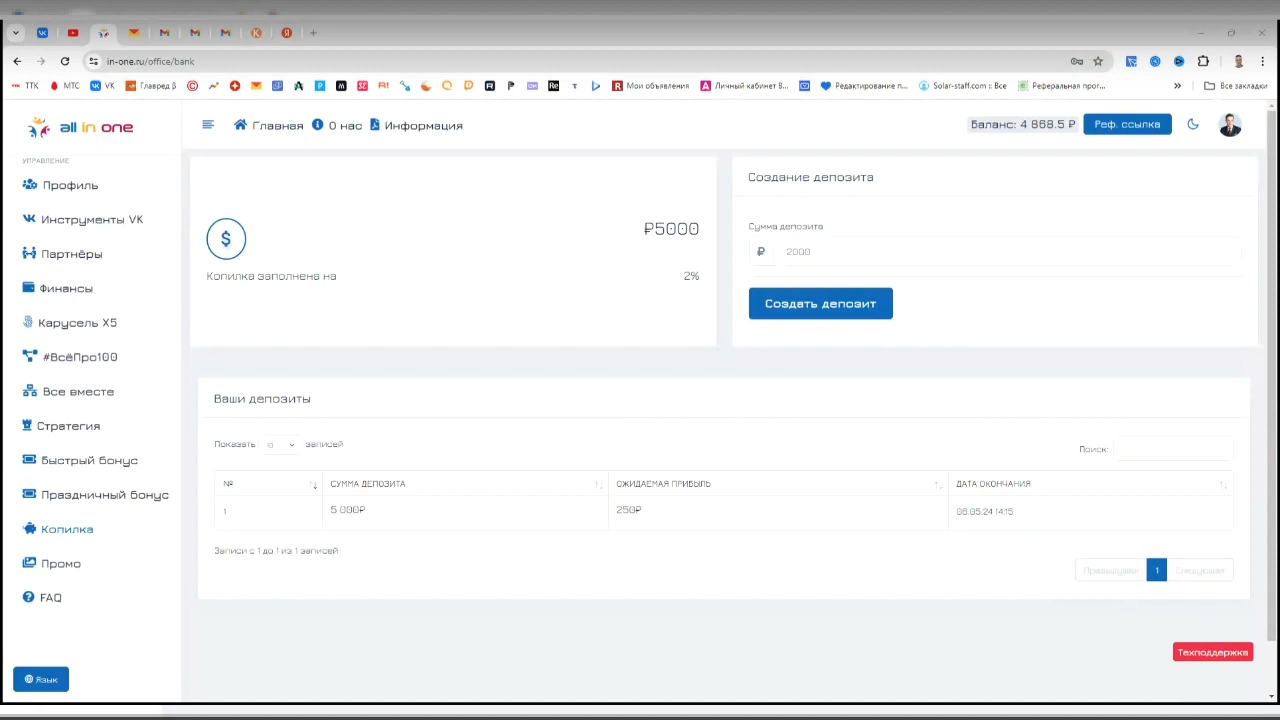 in-one.ru/office/bank
ТТК МТС VK Главред β Мои объявления Личный кабинет В... Редактирование п... Solar-staff.com :: Все Реферальная прог... » Все закладки
all in one
Главная О нас Информация
Баланс: 4 868.5 ₽ Реф. ссылка
УПРАВЛЕНИЕ
Профиль
Инструменты VK
Партнёры
Финансы
Карусель X5
#ВсёПро100
Все вместе
Стратегия
Быстрый бонус
Праздничный бонус
Копилка
Промо
FAQ
Язык
₽5000
Копилка заполнена на 2%
Создание депозита
Сумма депозита
₽ 2000
Создать депозит
Ваши депозиты
Показать 10 записей
Поиск:
№ СУММА ДЕПОЗИТА ОЖИДАЕМАЯ ПРИБЫЛЬ ДАТА ОКОНЧАНИЯ
1 5 000₽ 250₽ 06.05.24 14:15
Записи с 1 до 1 из 1 записей
Предыдущая 1 Следующая
Техподдержка